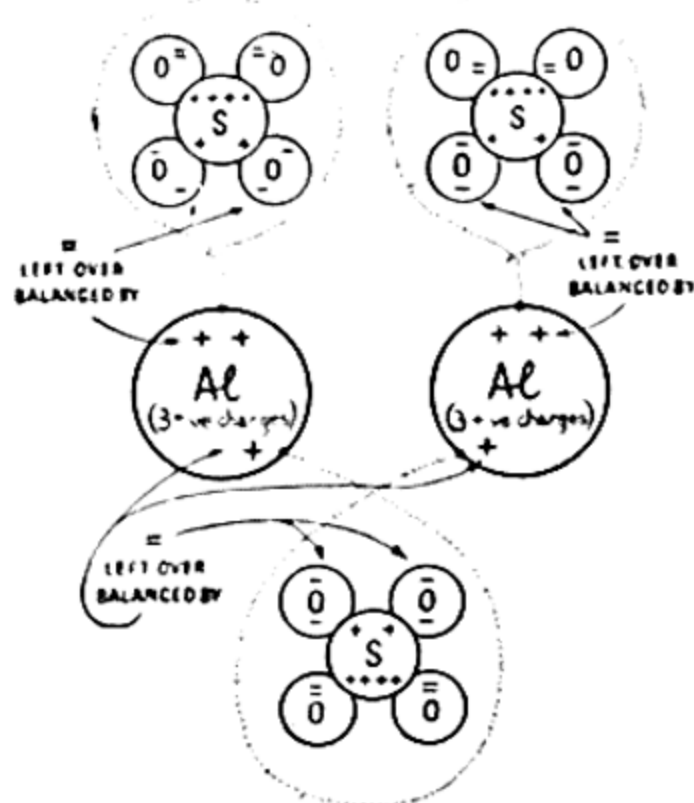 O = = O
+ + + +
S
+ +
- O - - O -
O = = O
+ + + +
S
+ +
- O - - O -
=
LEFT OVER
BALANCED BY
=
LEFT OVER
BALANCED BY
+ +
Al
(3 +ve charges)
+
+ +
Al
(3 +ve charges)
+
=
LEFT OVER
BALANCED BY
- O - - O -
+ +
S
+ + + +
= O = O